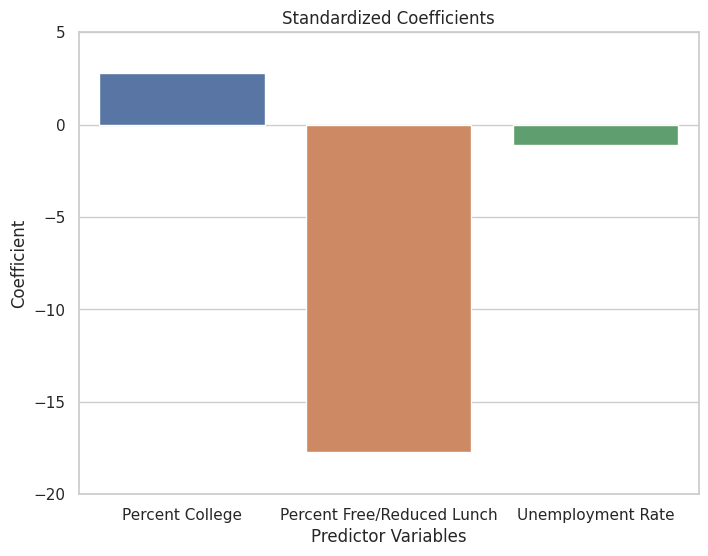 Standardized Coefficients
5
0
−5
−10
−15
−20
Coefficient
Percent College
Percent Free/Reduced Lunch
Unemployment Rate
Predictor Variables